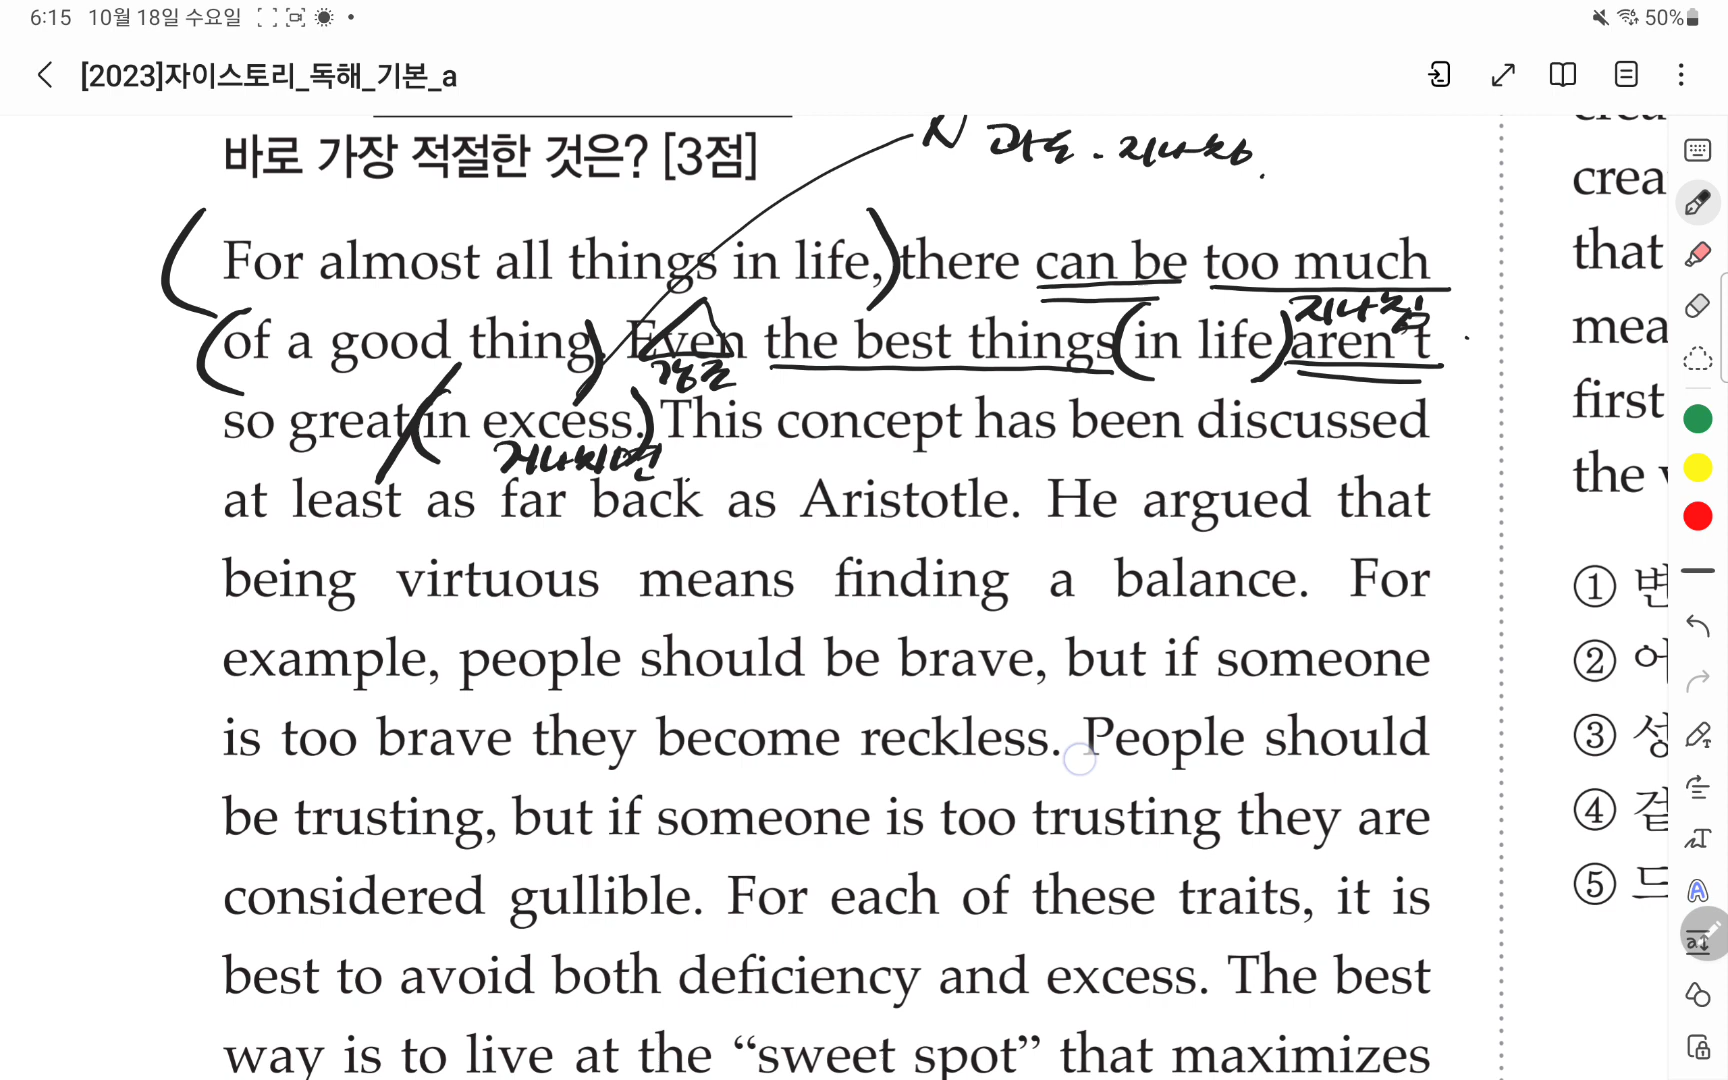 6:15 10월 18일 수요일
50%
[2023]자이스토리_독해_기본_a
바로 가장 적절한 것은? [3점]
과도 . 지나침
For almost all things in life, there can be too much
지나침
of a good thing. Even the best things in life aren't
so great in excess. This concept has been discussed
지나치면
at least as far back as Aristotle. He argued that
being virtuous means finding a balance. For
example, people should be brave, but if someone
is too brave they become reckless. People should
be trusting, but if someone is too trusting they are
considered gullible. For each of these traits, it is
best to avoid both deficiency and excess. The best
way is to live at the “sweet spot” that maximizes
crea
that
mea
first
the
①
②
③
④
⑤